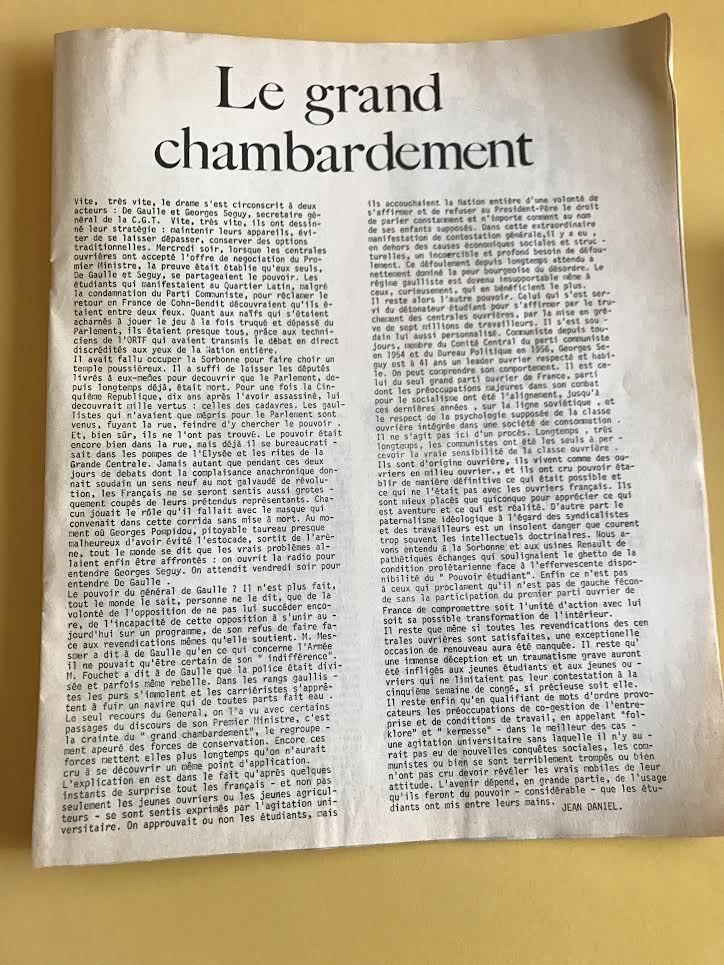 Le grand
chambardement
Vite, très vite, le drame s'est circonscrit à deux
acteurs : De Gaulle et Georges Seguy, secretaire gé-
néral de la C.G.T. Vite, très vite, ils ont dessin-
né leur stratégie : maintenir leurs appareils, évi-
ter de se laisser dépasser, conserver des options
traditionnelles. Mercredi soir, lorsque les centrales
ouvrières ont accepté l'offre de negociation du Pre-
mier Ministre, la preuve était établie qu'eux seuls,
De Gaulle et Seguy, se partageaient le pouvoir. Les
étudiants qui manifestaient au Quartier Latin, malgré
la condamnation du Parti Communiste, pour réclamer le
retour en France de Cohn-Bendit découvraient qu'ils é-
taient entre deux feux. Quant aux naïfs qui s'étaient
acharnés à jouer le jeu à la fois truqué et dépassé du
Parlement, ils étaient presque tous, grâce aux techni-
ciens de l'ORTF qui avaient transmis le débat en direct
discrédités aux yeux de la Nation entière.
Il avait fallu occuper la Sorbonne pour faire choir un
temple poussiéreux. Il a suffi de laisser les députés
livrés à eux-mêmes pour decouvrir que le Parlement, de-
puis longtemps déjà, était mort. Pour une fois la Cin-
quième République, dix ans après l'avoir assassiné, lui
decouvrait mille vertus : celles des cadavres. Les gaul-
listes qui n'avaient que mépris pour le Parlement sont
venus, fuyant la rue, feindre d'y chercher le pouvoir .
Et, bien sûr, ils ne l'ont pas trouvé. Le pouvoir était
encore bien dans la rue, mais déjà il se bureaucrati -
sait dans les pompes de l'Elysée et les rites de la
Grande Centrale. Jamais autant que pendant ces deux
jours de debats dont la complaisance anachronique don-
nait soudain un sens neuf au mot galvaudé de révolu-
tion, les Français ne se seront sentis aussi grotes -
quement coupés de leurs prétendus représentants. Cha-
cun jouait le rôle qu'il fallait avec le masque qui
convenait dans cette corrida sans mise à mort. Au mo-
ment où Georges Pompidou, pitoyable taureau presque
malheureux d'avoir évité l'estocade, sortit de l'arè-
ne, tout le monde se dit que les vrais problèmes al-
laient enfin être affrontés : on ouvrit la radio pour
entendre Georges Seguy. On attendit vendredi soir pour
entendre De Gaulle .
Le pouvoir du général de Gaulle ? Il n'est plus fait,
tout le monde le sait, personne ne le dit, que de la
volonté de l'opposition de ne pas lui succéder enco-
re, de l'incapacité de cette opposition à s'unir au -
jourd'hui sur un programme, de son refus de faire fa-
ce aux revendications mêmes qu'elle soutient. M. Mes-
smer a dit à de Gaulle qu'en ce qui concerne l'Armée
il ne pouvait qu'être certain de son " indifférence".
M. Fouchet a dit à de Gaulle que la police était divi-
sée et parfois même rebelle. Dans les rangs gaullis -
tes les purs s'immolent et les carriéristes s'apprê-
tent à fuir un navire qui de toutes parts fait eau .
Le seul recours du General, on l'a vu avec certains
passages du discours de son Premier Ministre, c'est
la crainte du " grand chambardement", le regroupe -
ment apeuré des forces de conservation. Encore ces
forces mettent elles plus longtemps qu'on n'aurait
cru à se découvrir un même point d'application.
L'explication en est dans le fait qu'après quelques
instants de surprise tout les français - et non pas
seulement les jeunes ouvriers ou les jeunes agricul-
teurs - se sont sentis exprimés par l'agitation uni-
versitaire. On approuvait ou non les étudiants, mais
ils accouchaient la Nation entière d'une volonté de
s'affirmer et de refuser au President-Père le droit
de parler constamment et n'importe comment au nom
de ses enfants supposés. Dans cette extraordinaire
manifestation de contestation générale,il y a eu ,
en dehors des causes économiques sociales et struc -
turelles, un incoercible et profond besoin de défou-
lement. Ce défoulement depuis longtemps attendu a
nettement dominé la peur bourgeoise du désordre. Le
régime gaulliste est devenu insupportable même à
ceux, curieusement, qui en bénéficient le plus.
Il reste alors l'autre pouvoir. Celui qui s'est ser-
vi du détonateur étudiant pour s'affirmer par le tru-
chement des centrales ouvrières, par la mise en grè-
ve de sept millions de travailleurs. Il s'est sou -
dain lui aussi personnalisé. Communiste depuis tou-
jours, membre du Comité Central du parti communiste
en 1954 et du Bureau Politique en 1956, Georges Se-
guy est à 41 ans un leader ouvrier respecté et habi-
le. On peut comprendre son comportement. Il est ce-
lui du seul grand parti ouvrier de France, parti
dont les préoccupations majeures dans son combat
pour le socialisme ont été l'alignement, jusqu'à
ces dernières années , sur la ligne soviétique , et
le respect de la psychologie supposée de la classe
ouvrière intégrée dans une société de consommation .
Il ne s'agit pas ici d'un procès. Longtemps , très
longtemps, les communistes ont été les seuls à per -
cevoir la vraie sensibilité de la classe ouvrière .
Ils sont d'origine ouvrière, ils vivent comme des ou-
vriers en milieu ouvrier., et ils ont cru pouvoir éta-
blir de manière définitive ce qui était possible et
ce qui ne l'était pas avec les ouvriers français. Ils
sont mieux placés que quiconque pour apprécier ce qui
est aventure et ce qui est réalité. D'autre part le
paternalisme idéologique à l'égard des syndicalistes
et des travailleurs est un insolent danger que courent
trop souvent les intellectuels doctrinaires. Nous a-
vons entendu à la Sorbonne et aux usines Renault de
pathétiques échanges qui soulignaient le ghetto de la
condition prolétarienne face à l'effervescente dispo-
nibilité du " Pouvoir étudiant". Enfin ce n'est pas
à ceux qui proclament qu'il n'est pas de gauche fécon-
de sans la participation du premier parti ouvrier de
France de compromettre soit l'unité d'action avec lui
soit sa possible transformation de l'intérieur.
Il reste que même si toutes les revendications des cen
trales ouvrières sont satisfaites, une exceptionelle
occasion de renouveau aura été manquée. Il reste qu'
une immense déception et un traumatisme grave auront
été infligés aux jeunes étudiants et aux jeunes ou -
vriers qui ne limitaient pas leur contestation à la
cinquième semaine de congé, si précieuse soit elle.
Il reste enfin qu'en qualifiant de mots d'ordre provo-
cateurs les préoccupations de co-gestion de l'entre-
prise et de conditions de travail, en appelant "fol-
klore" et " kermesse" - dans le meilleur des cas -
une agitation universitaire sans laquelle il n'y au -
rait pas eu de nouvelles conquêtes sociales, les com-
munistes ou bien se sont terriblement trompés ou bien
n'ont pas cru devoir révéler les vrais mobiles de leur
attitude. L'avenir dépend, en grande partie, de l'usage
qu'ils feront du pouvoir - considérable - que les étu-
diants ont mis entre leurs mains. JEAN DANIEL.